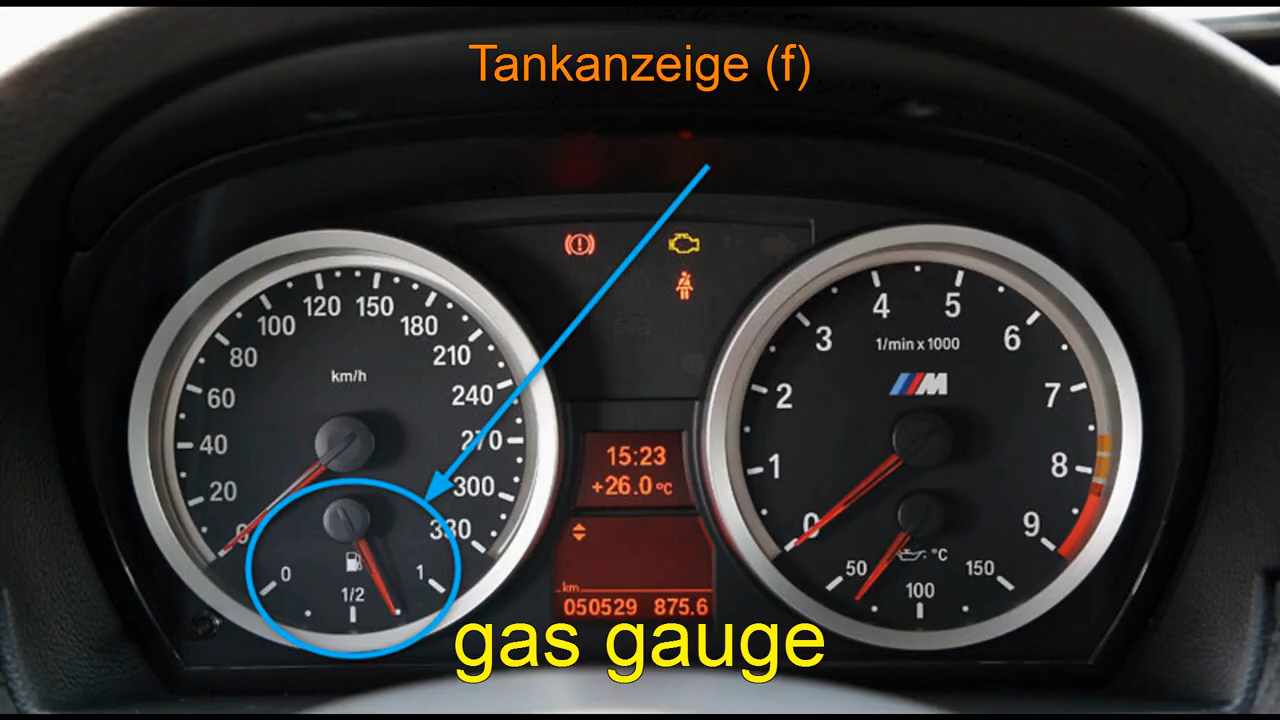 Tankanzeige (f)
120 150
100 180
80 210
km/h
60 240
40 270
20 300
0 330
0 1
1/2
15:23
+26.0 °C
km
050529 875.6
4 5
3 6
1/min x 1000
M
2 7
1 8
0 9
°C
50 150
100
gas gauge